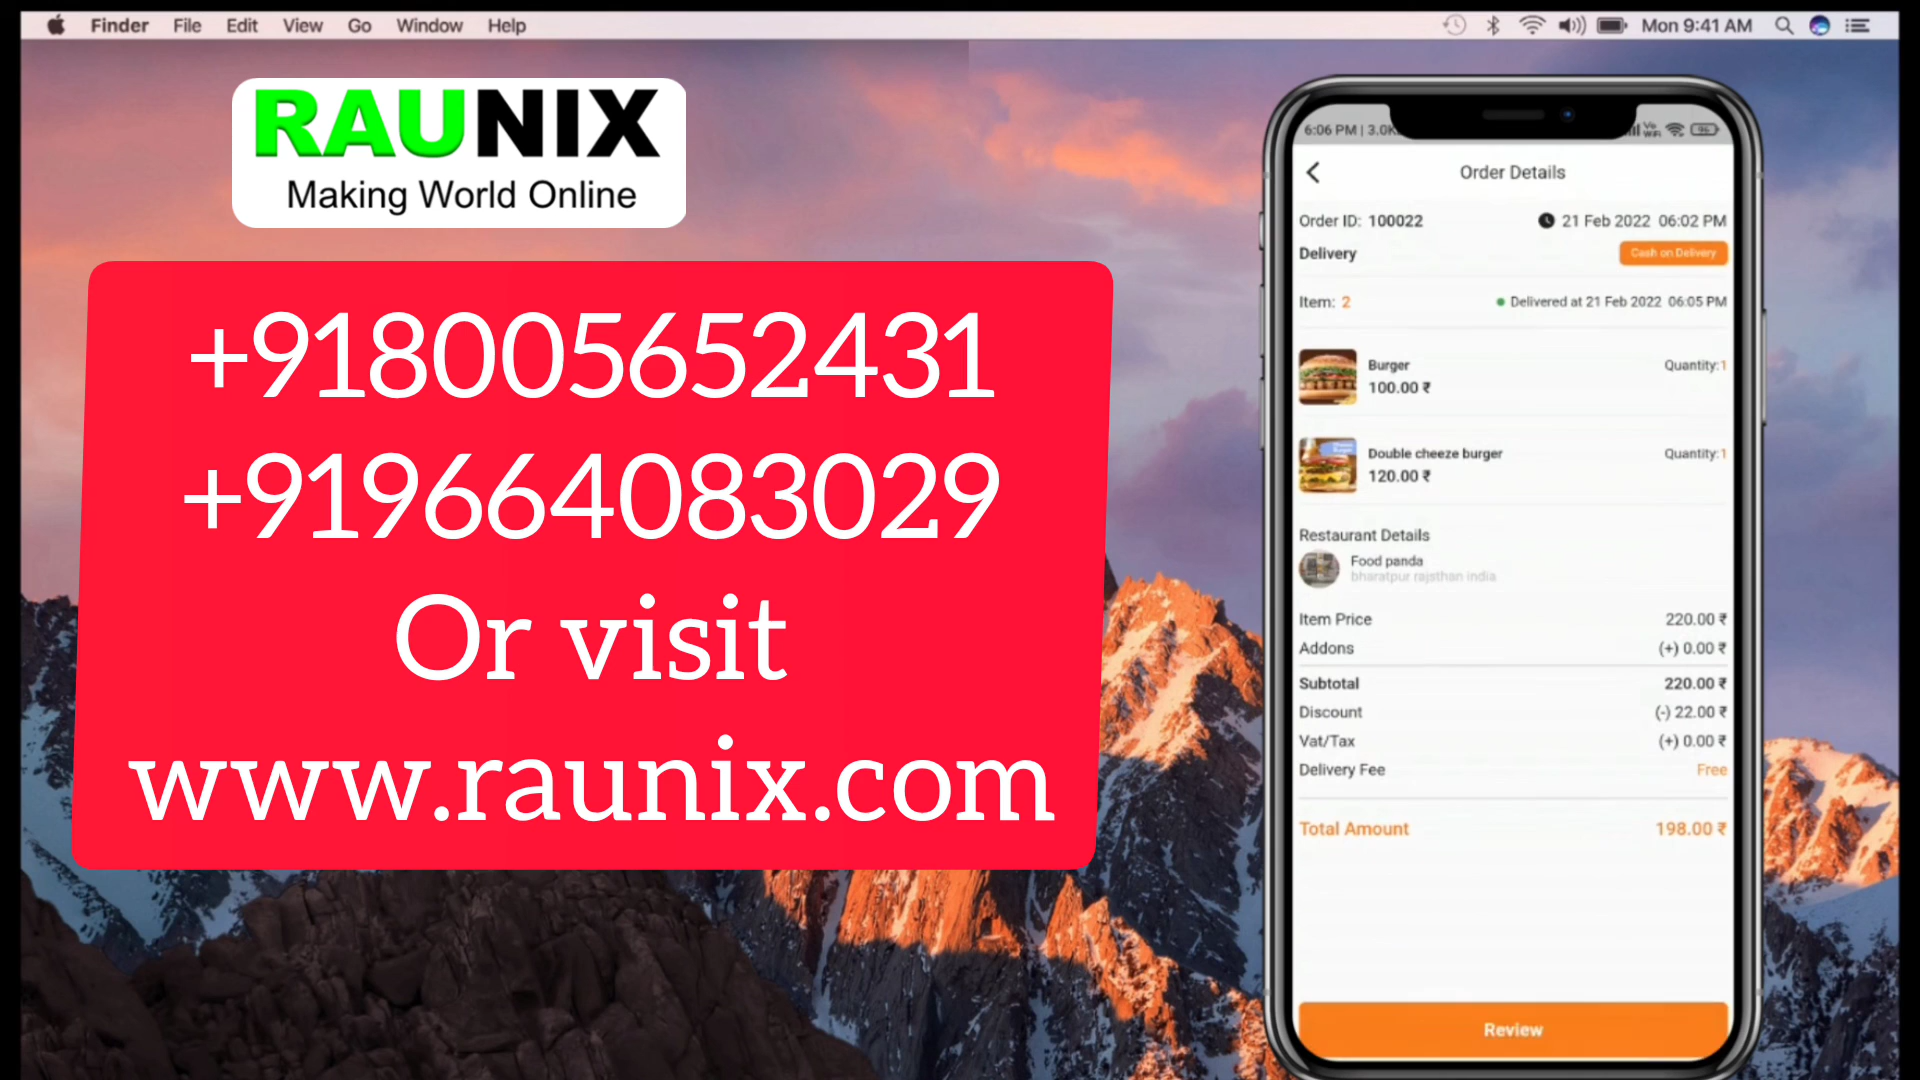 Finder File Edit View Go Window Help
Mon 9:41 AM
RAUNIX
Making World Online
+918005652431
+919664083029
Or visit
www.raunix.com
6:06 PM | 3.0K
Vo
WiFi
96
Order Details
Order ID: 100022
21 Feb 2022 06:02 PM
Delivery
Cash on Delivery
Item: 2
Delivered at 21 Feb 2022 06:05 PM
Burger
Quantity:1
100.00 ₹
Double cheeze burger
Quantity:1
120.00 ₹
Restaurant Details
Food panda
bharatpur rajsthan india
Item Price 220.00 ₹
Addons (+) 0.00 ₹
Subtotal 220.00 ₹
Discount (-) 22.00 ₹
Vat/Tax (+) 0.00 ₹
Delivery Fee Free
Total Amount 198.00 ₹
Review